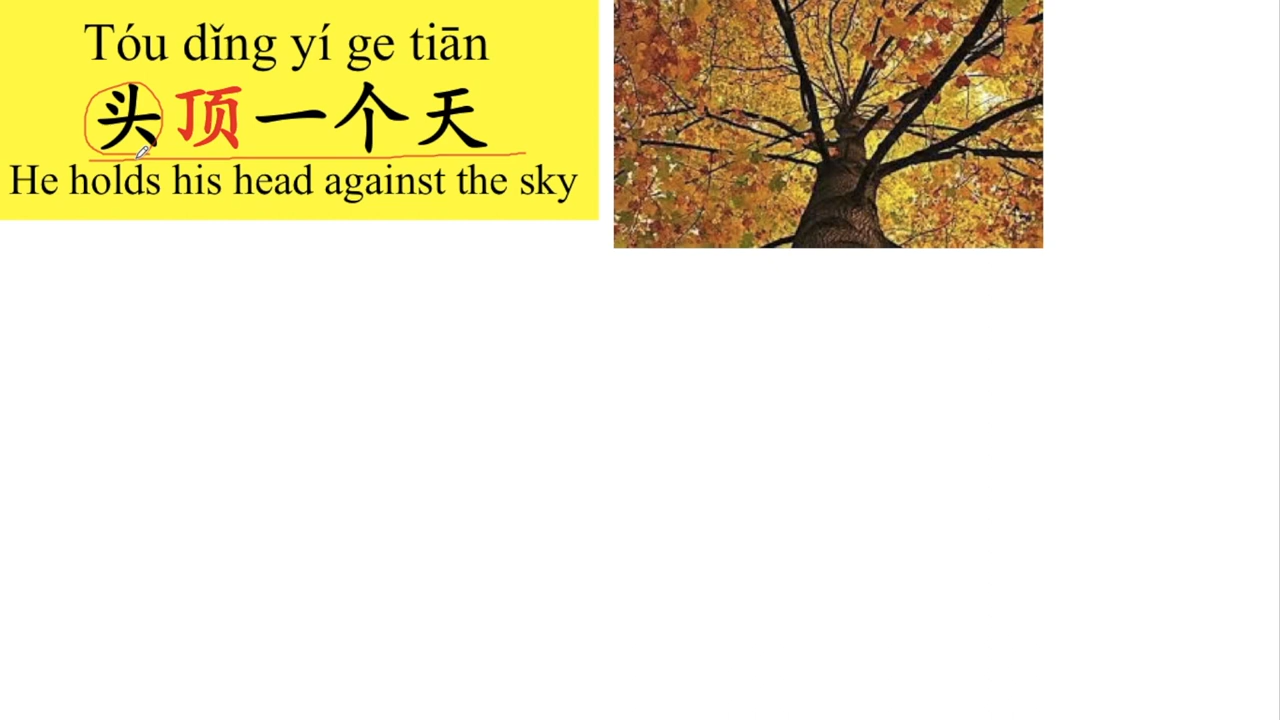 Tóu dǐng yí ge tiān
头顶一个天
He holds his head against the sky